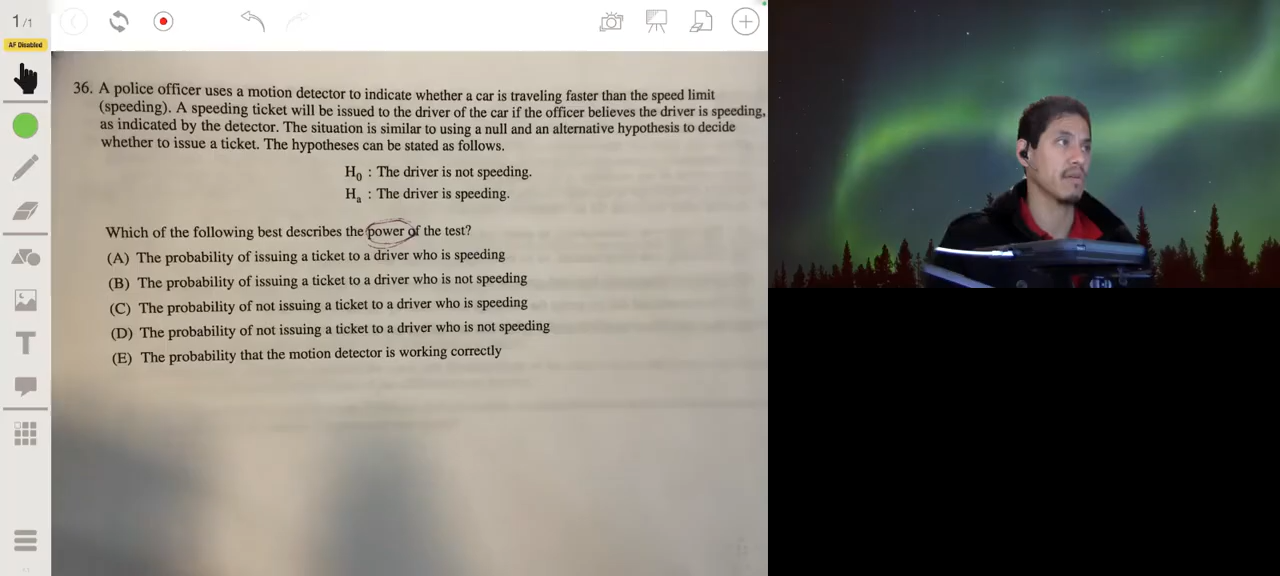 1/1
AF Disabled
36. A police officer uses a motion detector to indicate whether a car is traveling faster than the speed limit
(speeding). A speeding ticket will be issued to the driver of the car if the officer believes the driver is speeding,
as indicated by the detector. The situation is similar to using a null and an alternative hypothesis to decide
whether to issue a ticket. The hypotheses can be stated as follows.
H₀ : The driver is not speeding.
Hₐ : The driver is speeding.
Which of the following best describes the power of the test?
(A) The probability of issuing a ticket to a driver who is speeding
(B) The probability of issuing a ticket to a driver who is not speeding
(C) The probability of not issuing a ticket to a driver who is speeding
(D) The probability of not issuing a ticket to a driver who is not speeding
(E) The probability that the motion detector is working correctly
T